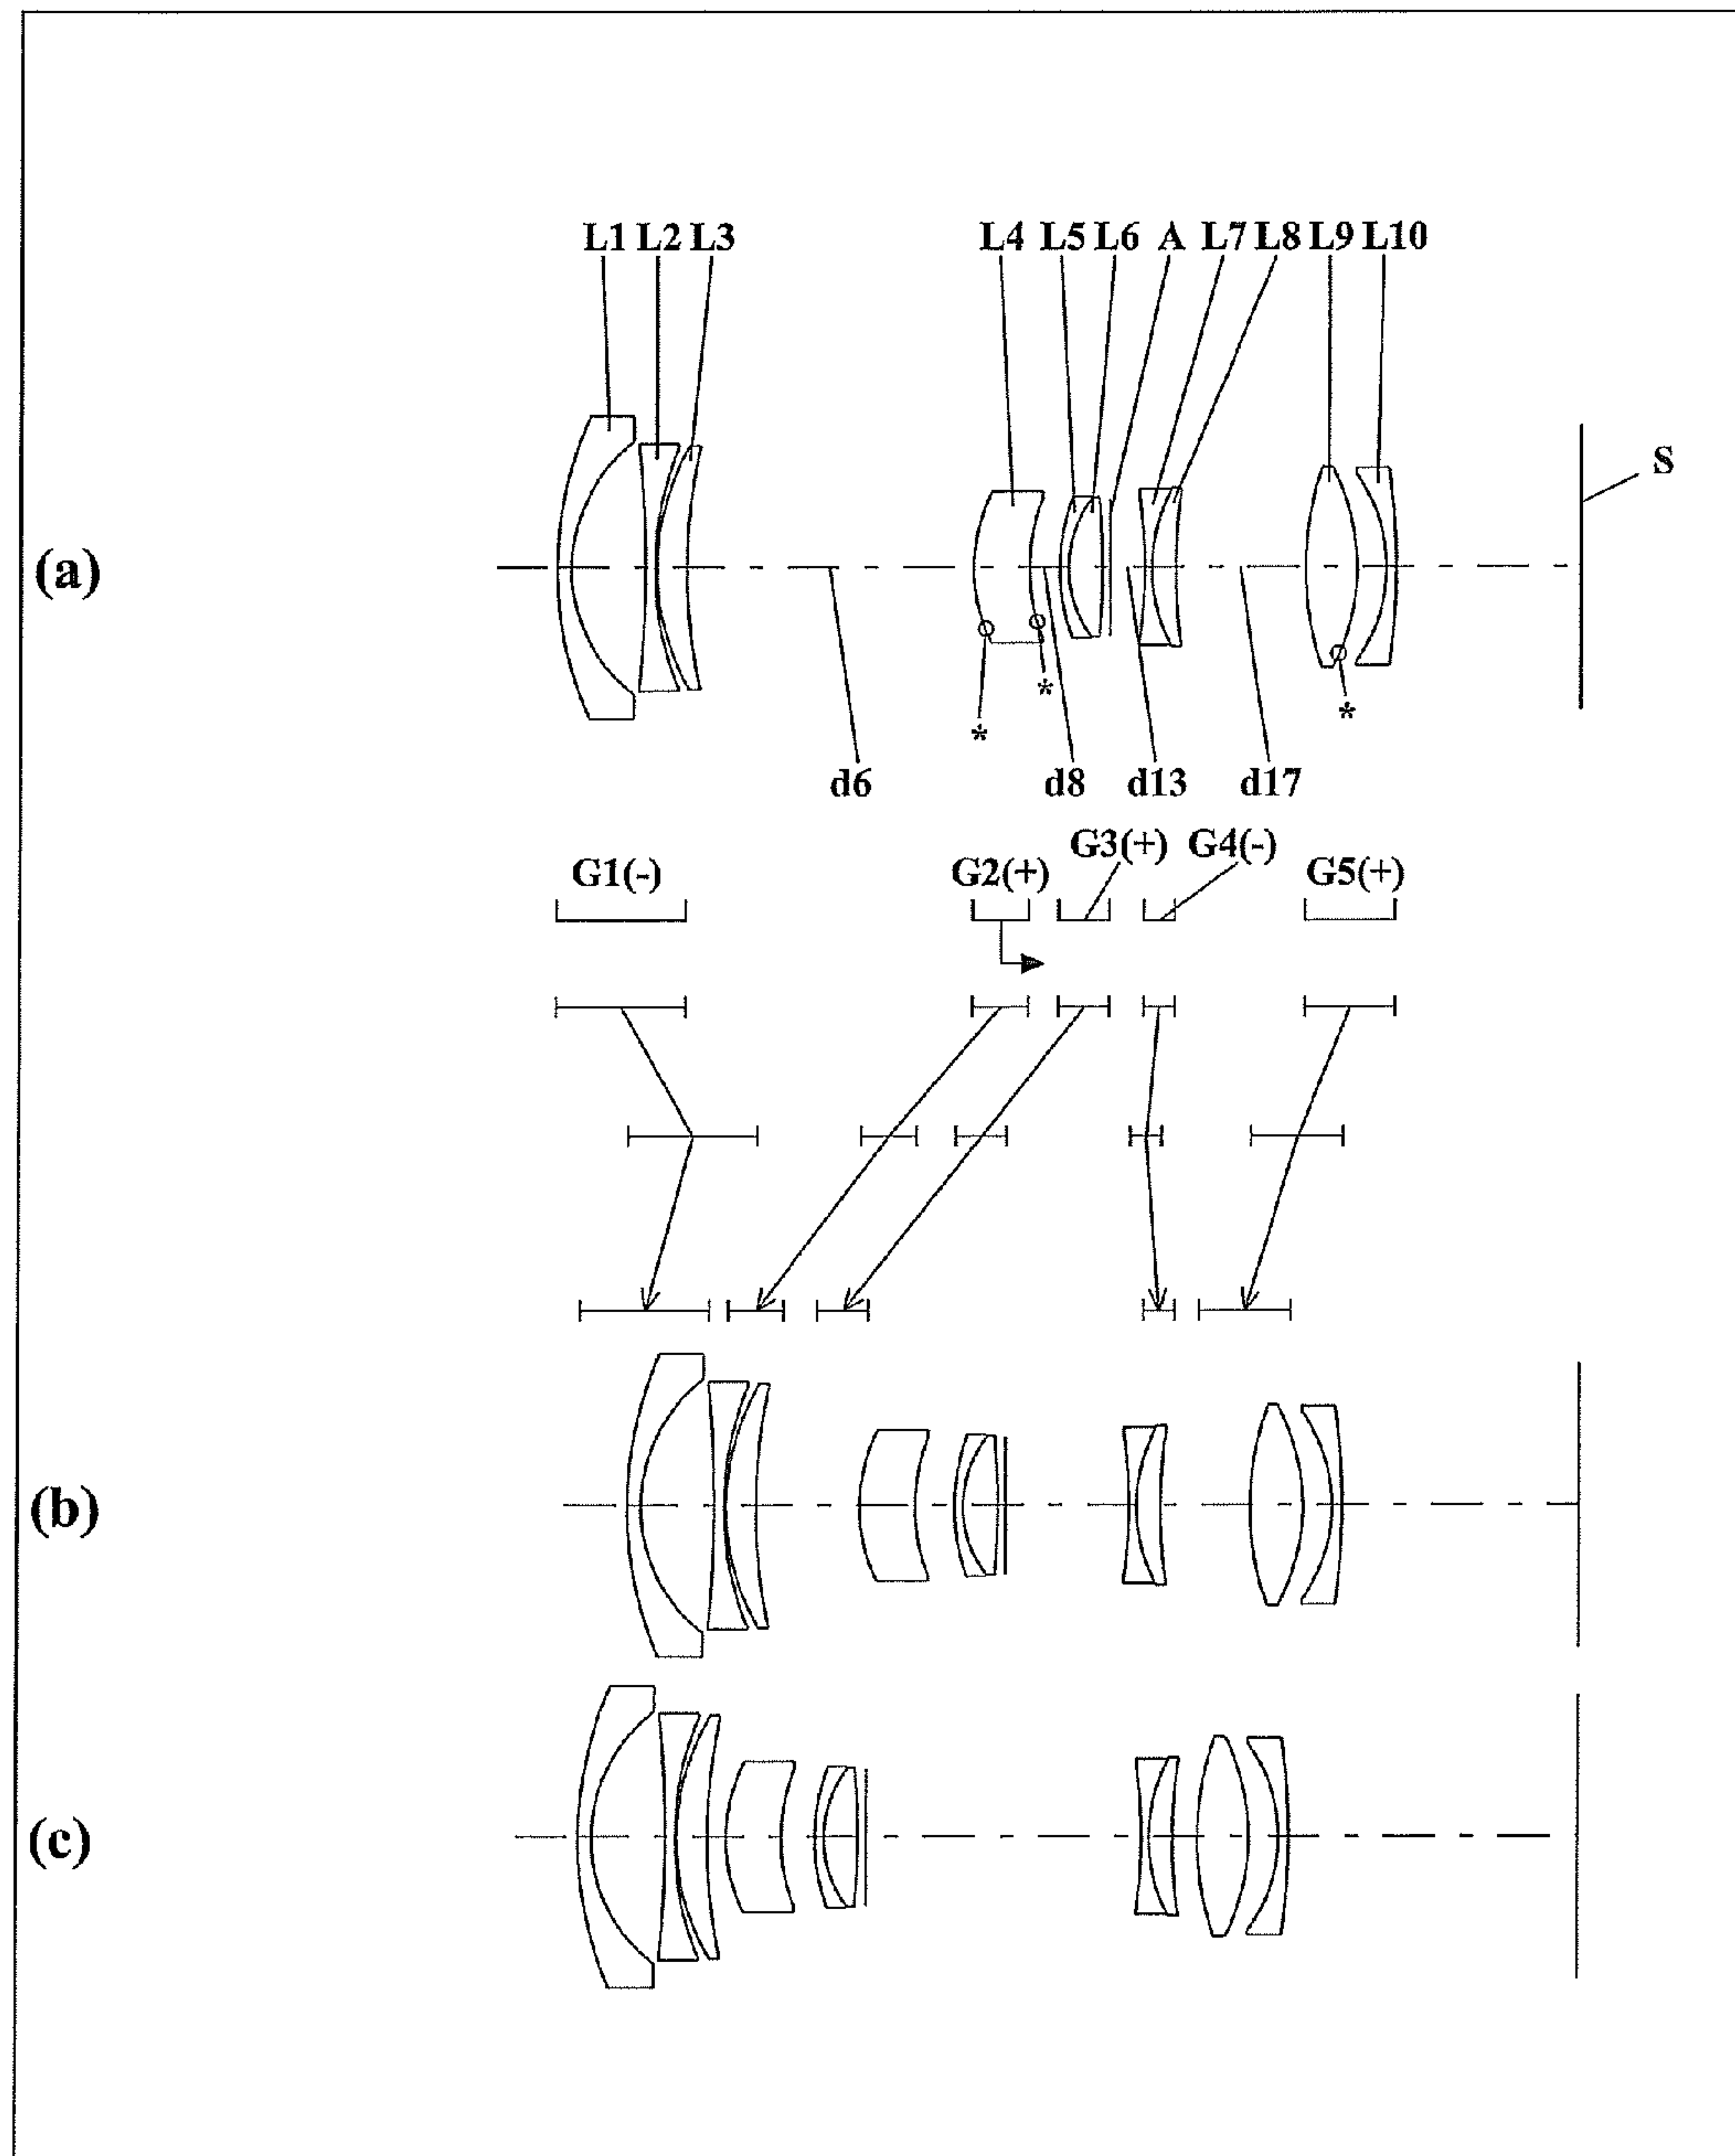 L1 L2 L3 L4 L5 L6 A L7 L8 L9 L10
S
(a)
*
*
*
d6 d8 d13 d17
G3(+) G4(-)
G1(-) G2(+) G5(+)
(b)
(c)